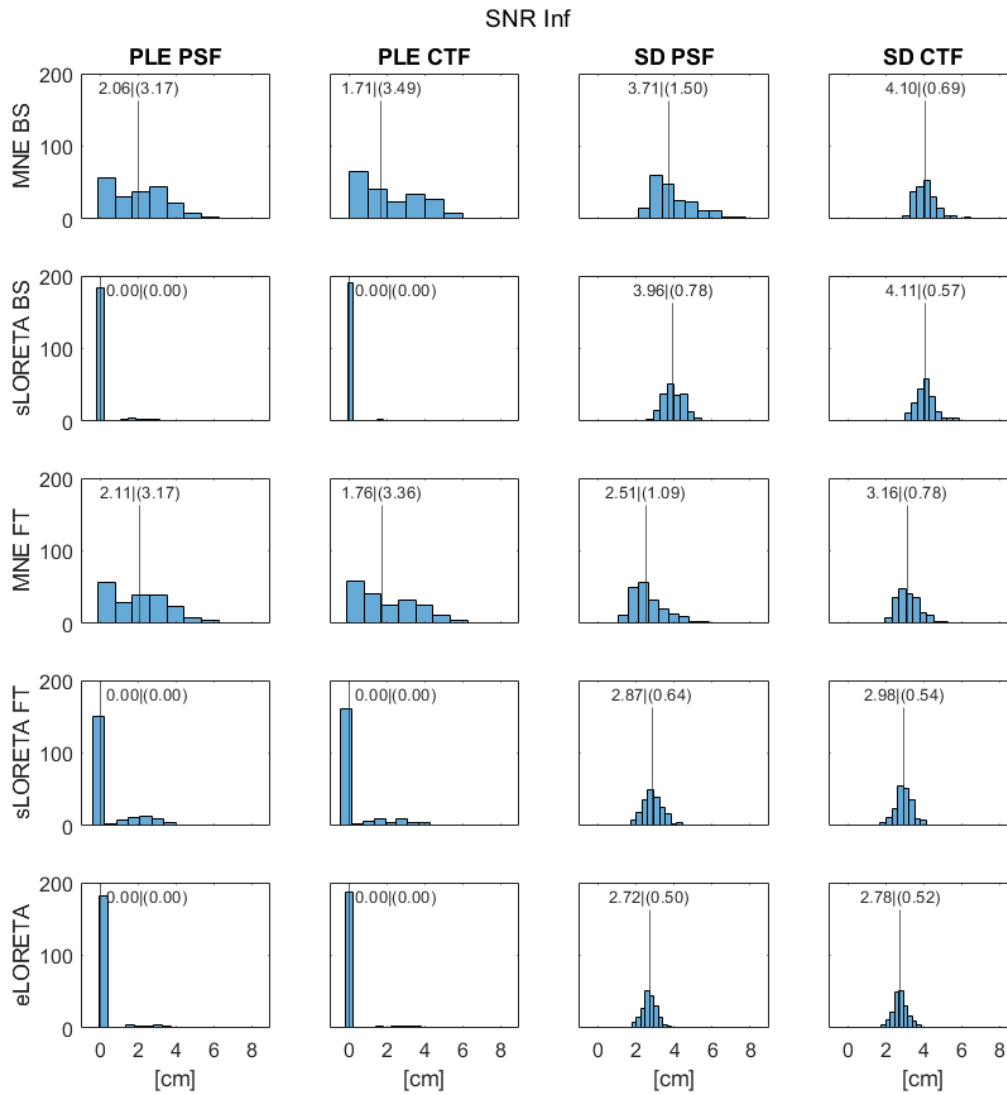 SNR Inf
PLE PSF PLE CTF SD PSF SD CTF
MNE BS
200
100
0
2.06|(3.17) 1.71|(3.49) 3.71|(1.50) 4.10|(0.69)
sLORETA BS
200
100
0
0.00|(0.00) 0.00|(0.00) 3.96|(0.78) 4.11|(0.57)
MNE FT
200
100
0
2.11|(3.17) 1.76|(3.36) 2.51|(1.09) 3.16|(0.78)
sLORETA FT
200
100
0
0.00|(0.00) 0.00|(0.00) 2.87|(0.64) 2.98|(0.54)
eLORETA
200
100
0
0.00|(0.00) 0.00|(0.00) 2.72|(0.50) 2.78|(0.52)
0 2 4 6 8 0 2 4 6 8 0 2 4 6 8 0 2 4 6 8
[cm] [cm] [cm] [cm]